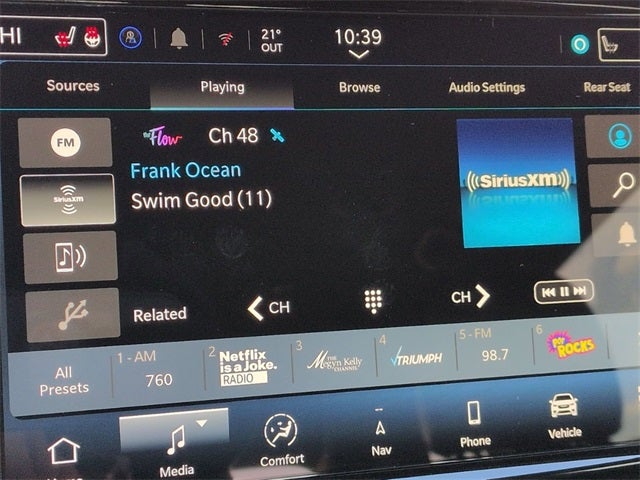 HI
21°
OUT
10:39
Sources
Playing
Browse
Audio Settings
Rear Seat
FM
the Flow
Ch 48
Frank Ocean
Swim Good (11)
SiriusXM
((SiriusXM))
Related
CH
CH
All
Presets
1 - AM
760
2
Netflix
is a Joke.
RADIO
3
THE
Megyn Kelly
CHANNEL
4
TRIUMPH
5 - FM
98.7
6
POP
ROCKS
Media
Comfort
--
Nav
Phone
Vehicle